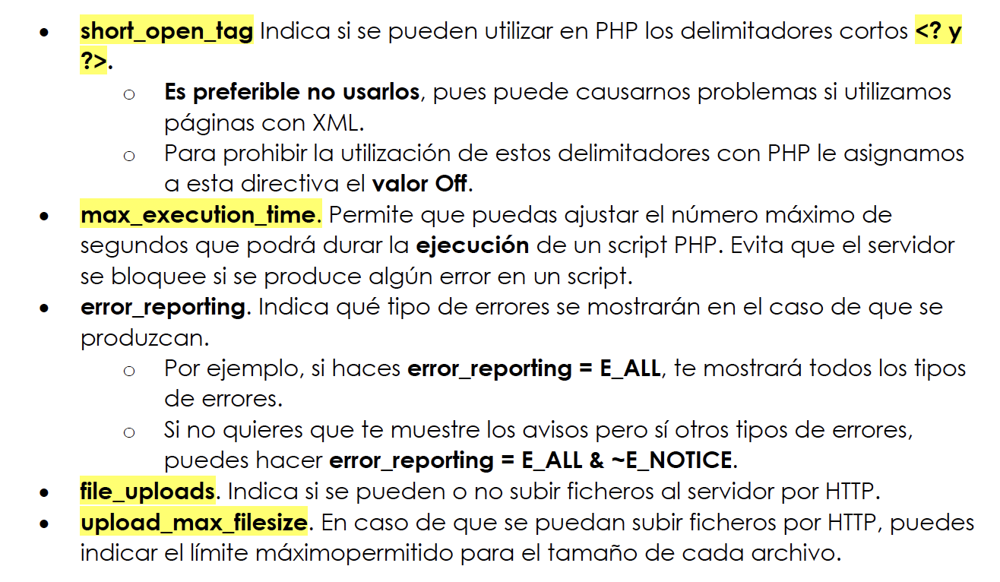 • short_open_tag Indica si se pueden utilizar en PHP los delimitadores cortos <? y
?>.
o Es preferible no usarlos, pues puede causarnos problemas si utilizamos
páginas con XML.
o Para prohibir la utilización de estos delimitadores con PHP le asignamos
a esta directiva el valor Off.
• max_execution_time. Permite que puedas ajustar el número máximo de
segundos que podrá durar la ejecución de un script PHP. Evita que el servidor
se bloquee si se produce algún error en un script.
• error_reporting. Indica qué tipo de errores se mostrarán en el caso de que se
produzcan.
o Por ejemplo, si haces error_reporting = E_ALL, te mostrará todos los tipos
de errores.
o Si no quieres que te muestre los avisos pero sí otros tipos de errores,
puedes hacer error_reporting = E_ALL & ~E_NOTICE.
• file_uploads. Indica si se pueden o no subir ficheros al servidor por HTTP.
• upload_max_filesize. En caso de que se puedan subir ficheros por HTTP, puedes
indicar el límite máximopermitido para el tamaño de cada archivo.